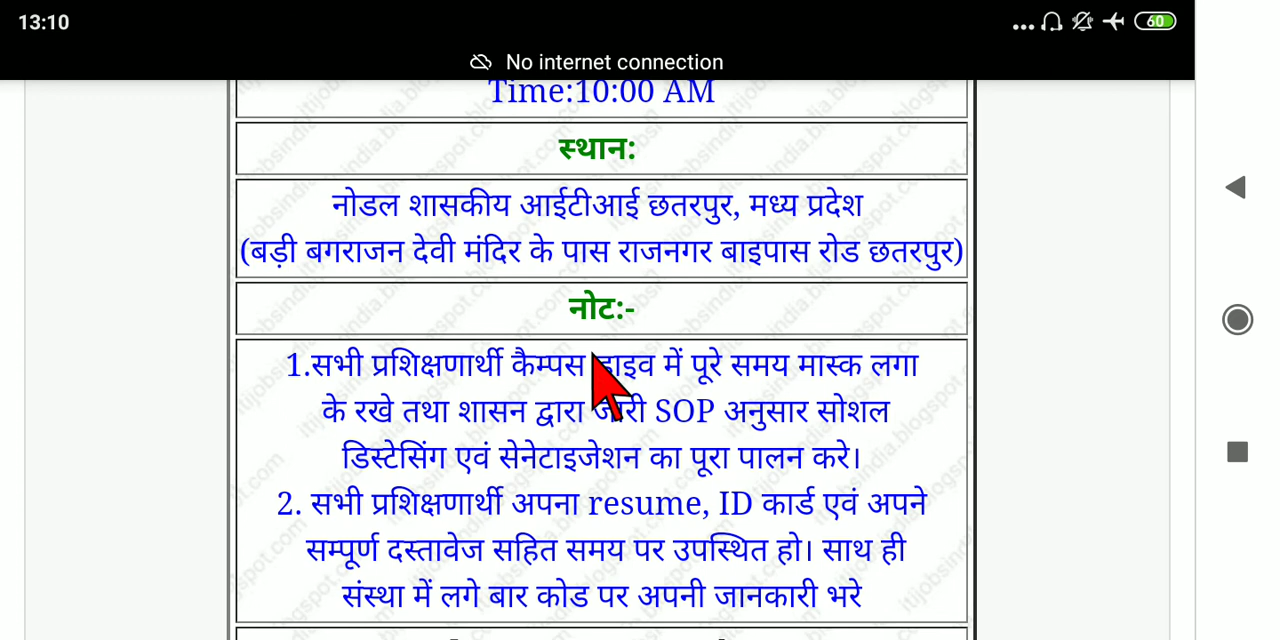 13:10
60
No internet connection
Time:10:00 AM
स्थान:
नोडल शासकीय आईटीआई छतरपुर, मध्य प्रदेश
(बड़ी बगराजन देवी मंदिर के पास राजनगर बाइपास रोड छतरपुर)
नोट:-
1.सभी प्रशिक्षणार्थी कैम्पस ड्राइव में पूरे समय मास्क लगा
के रखे तथा शासन द्वारा जारी SOP अनुसार सोशल
डिस्टेसिंग एवं सेनेटाइजेशन का पूरा पालन करे।
2. सभी प्रशिक्षणार्थी अपना resume, ID कार्ड एवं अपने
सम्पूर्ण दस्तावेज सहित समय पर उपस्थित हो। साथ ही
संस्था में लगे बार कोड पर अपनी जानकारी भरे